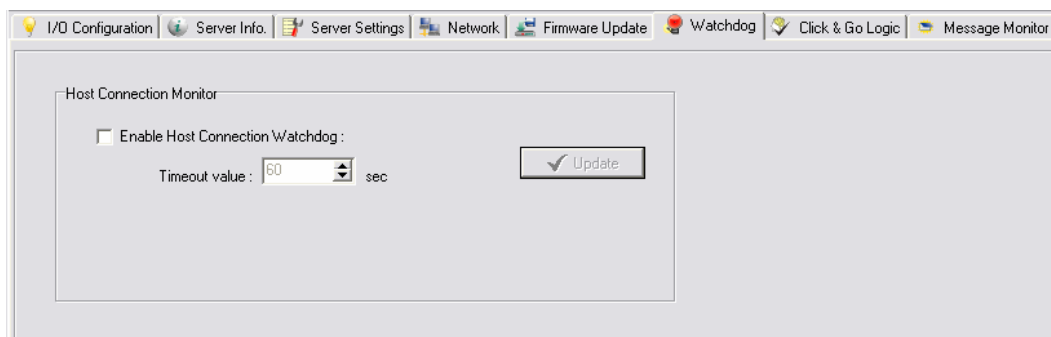 I/O Configuration Server Info. Server Settings Network Firmware Update Watchdog Click & Go Logic Message Monitor
Host Connection Monitor
Enable Host Connection Watchdog :
Timeout value : 60 sec
Update